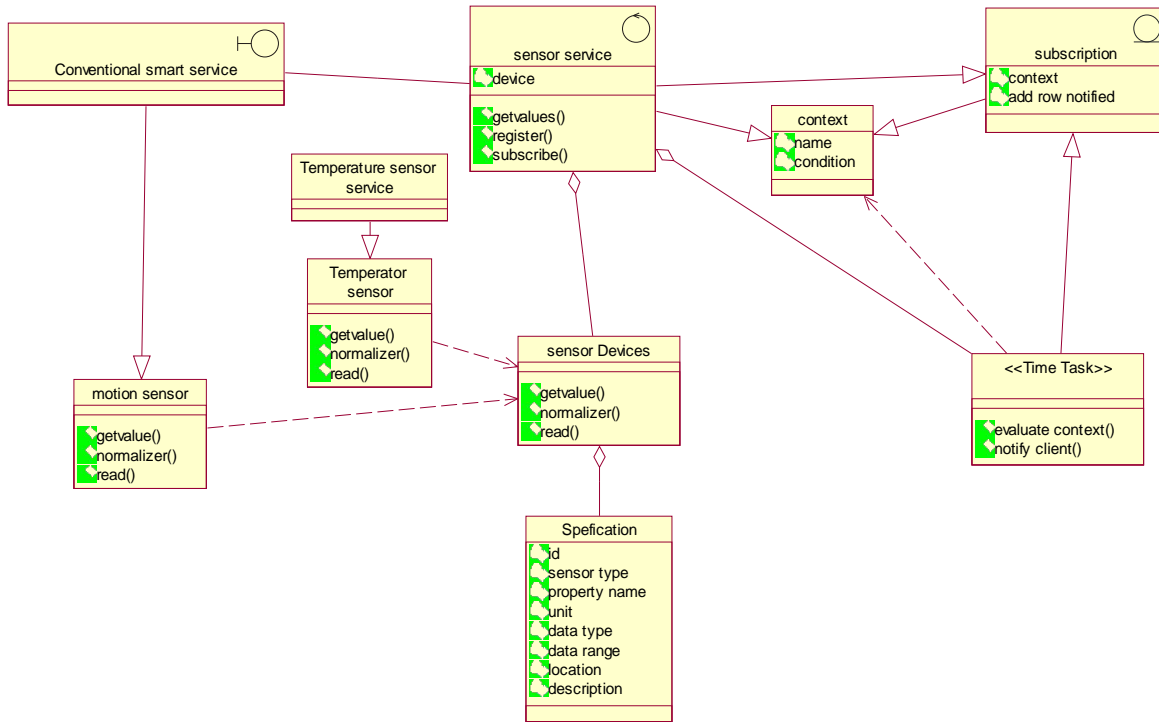 Conventional smart service
sensor service
device
getvalues()
register()
subscribe()
subscription
context
add row notified
context
name
condition
Temperature sensor
service
Temperator
sensor
getvalue()
normalizer()
read()
sensor Devices
getvalue()
normalizer()
read()
<<Time Task>>
evaluate context()
notify client()
motion sensor
getvalue()
normalizer()
read()
Spefication
id
sensor type
property name
unit
data type
data range
location
description